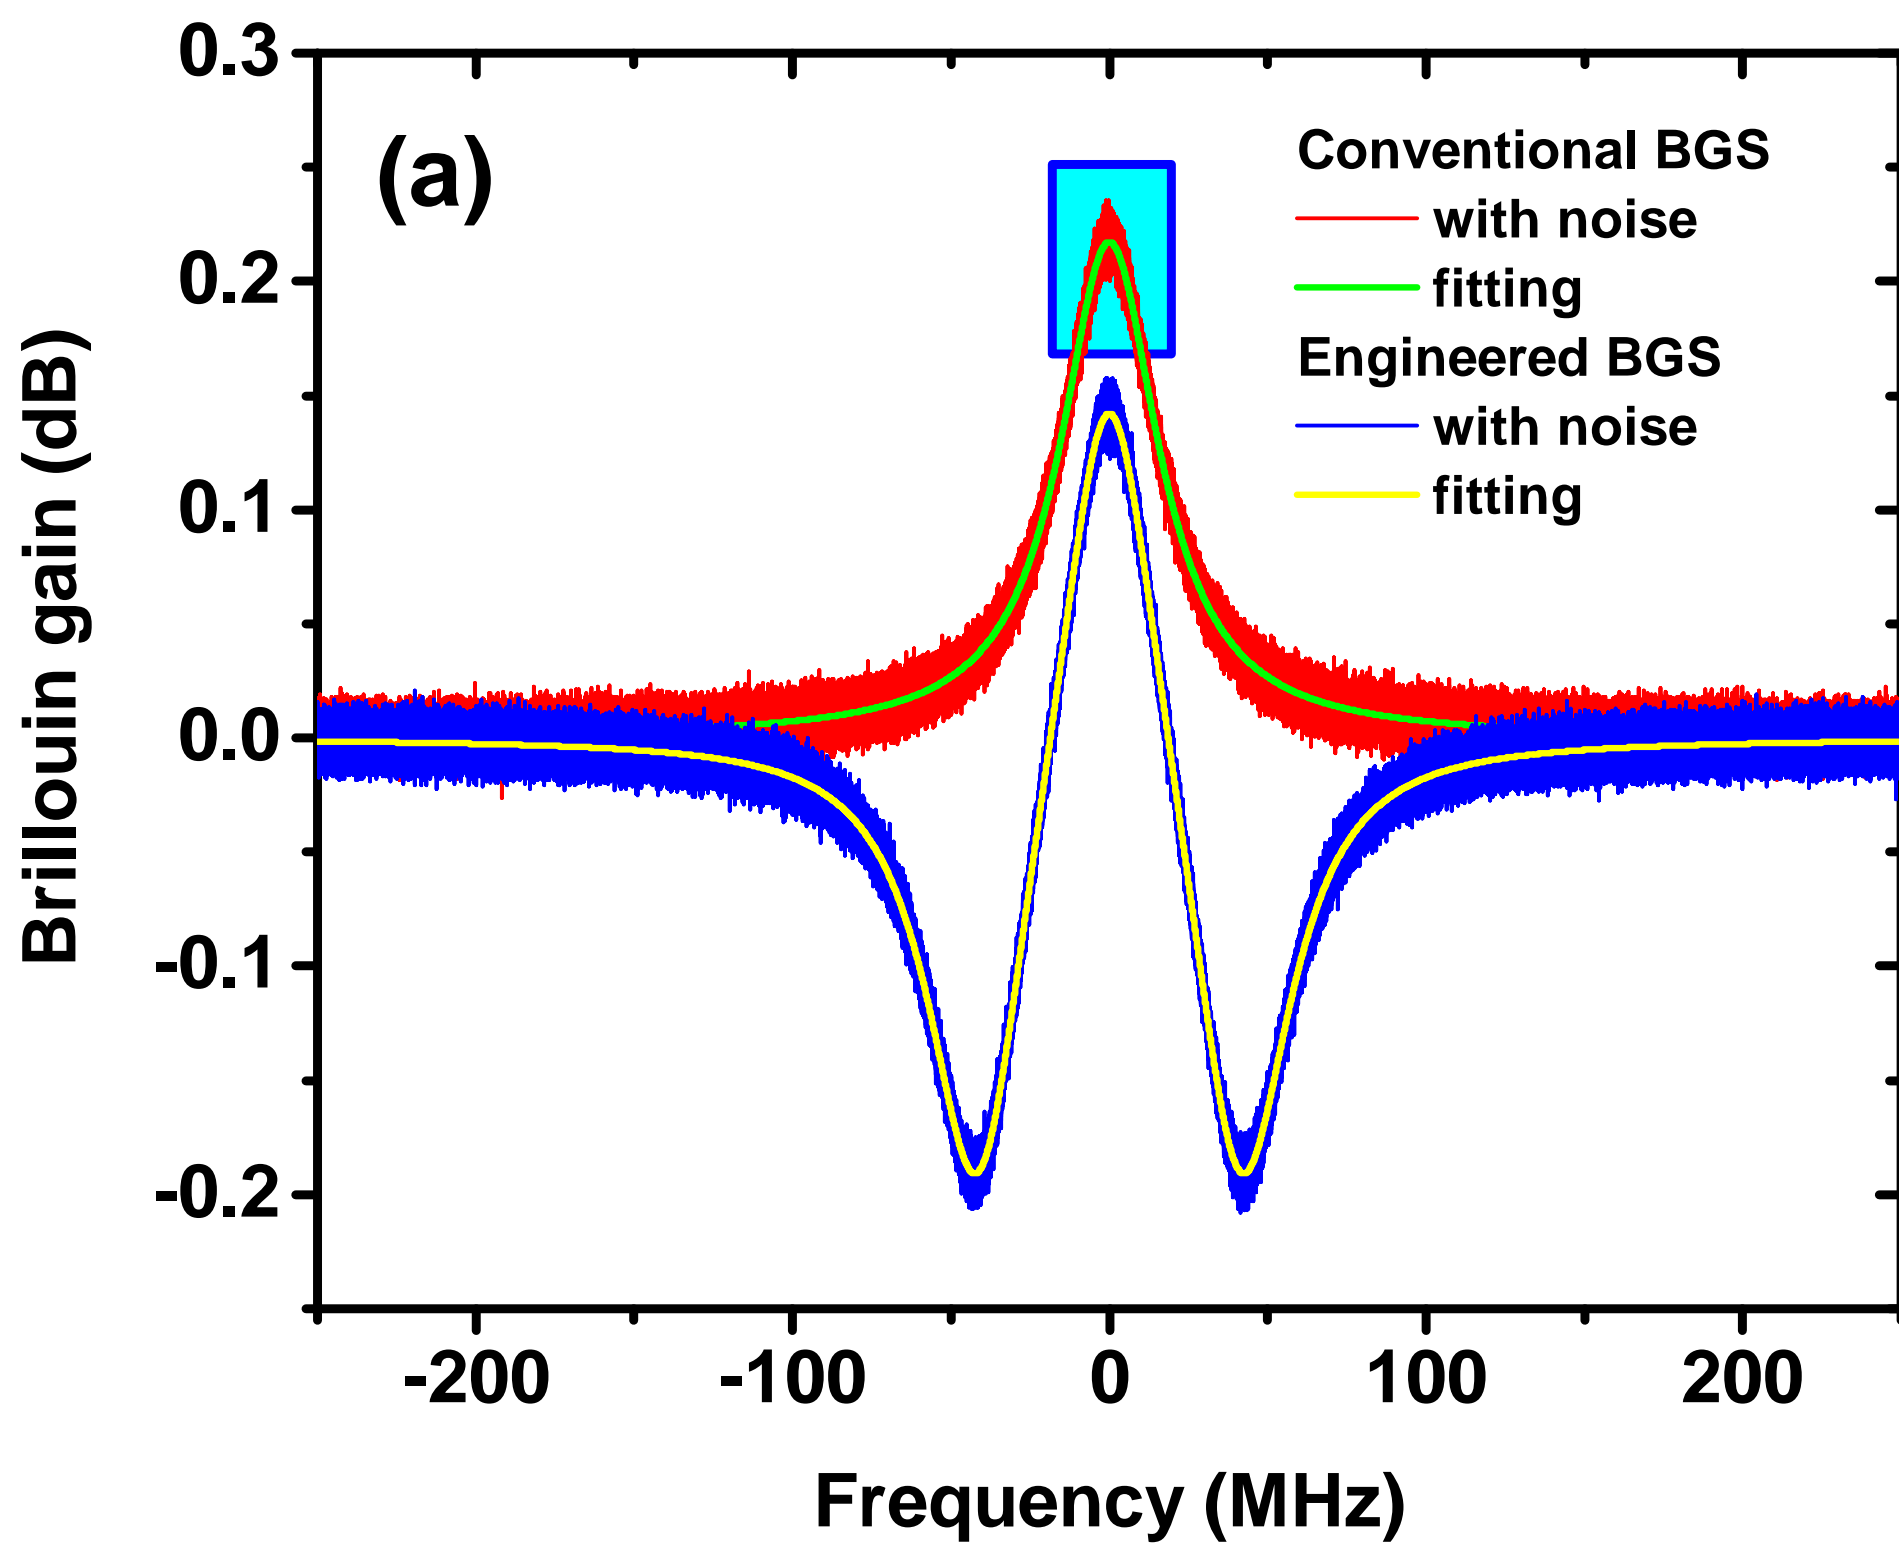 0.3
(a)
Conventional BGS
with noise
fitting
Engineered BGS
with noise
fitting
0.2
0.1
0.0
-0.1
-0.2
Brillouin gain (dB)
-200 -100 0 100 200
Frequency (MHz)